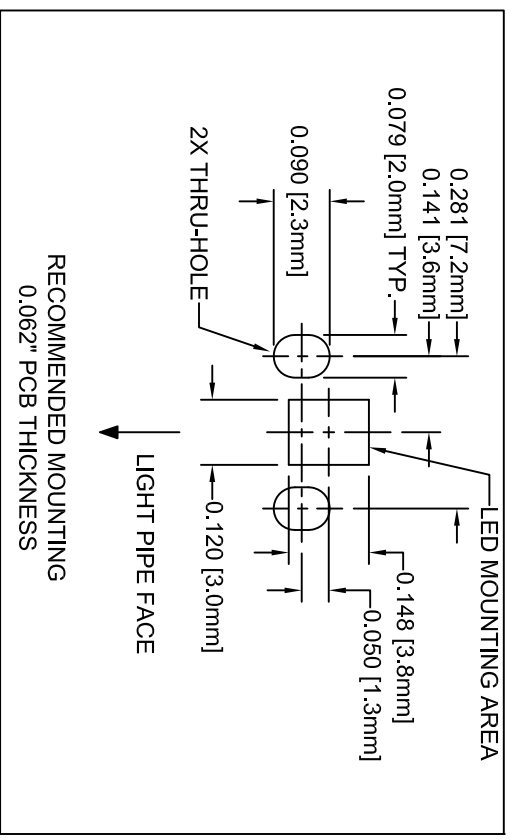 0.281 [7.2mm]
0.141 [3.6mm]
0.079 [2.0mm] TYP.
0.090 [2.3mm]
2X THRU-HOLE
LED MOUNTING AREA
0.148 [3.8mm]
0.050 [1.3mm]
0.120 [3.0mm]
LIGHT PIPE FACE
RECOMMENDED MOUNTING
0.062" PCB THICKNESS